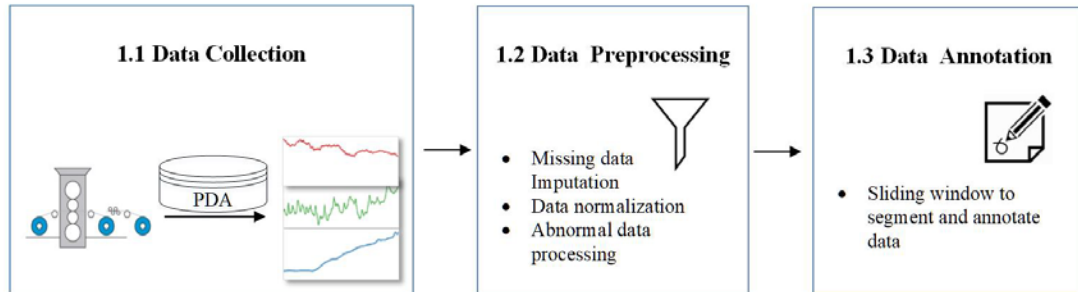 1.1 Data Collection
PDA
1.2 Data Preprocessing
• Missing data
Imputation
• Data normalization
• Abnormal data
processing
1.3 Data Annotation
• Sliding window to
segment and annotate
data